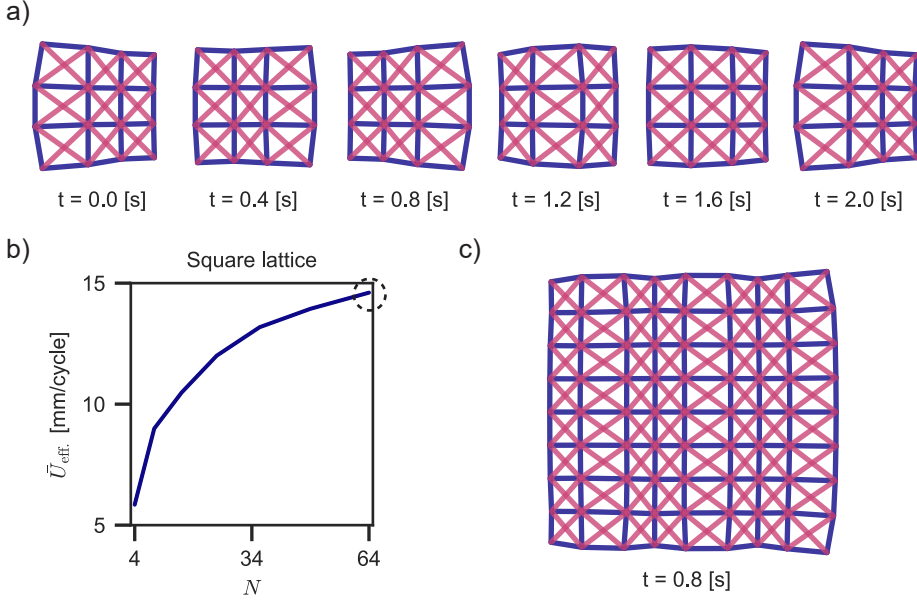 a)
t = 0.0 [s]
t = 0.4 [s]
t = 0.8 [s]
t = 1.2 [s]
t = 1.6 [s]
t = 2.0 [s]
b)
Square lattice
15
10
5
Ū_eff. [mm/cycle]
4
34
64
N
c)
t = 0.8 [s]